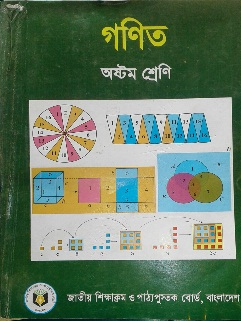 গণিত
অষ্টম শ্রেণি
জাতীয় শিক্ষাক্রম ও পাঠ্যপুস্তক বোর্ড, বাংলাদেশ